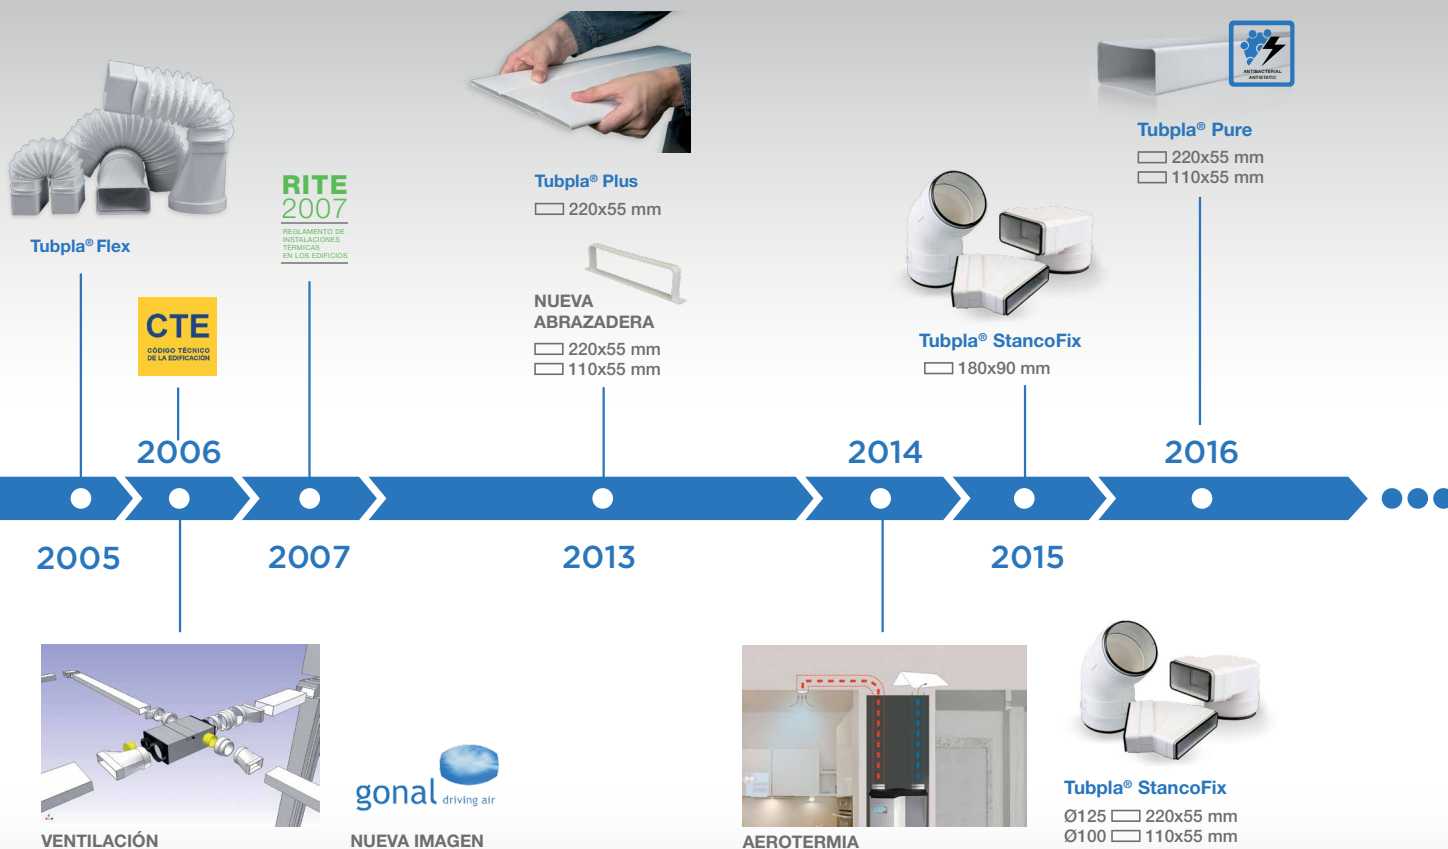 Tubpla® Flex
CTE
CÓDIGO TÉCNICO
DE LA EDIFICACIÓN
RITE
2007
REGLAMENTO DE
INSTALACIONES
TÉRMICAS
EN LOS EDIFICIOS
Tubpla® Plus
220x55 mm
NUEVA
ABRAZADERA
220x55 mm
110x55 mm
Tubpla® StancoFix
180x90 mm
ANTIBACTERIAL
ANTISTATIC
Tubpla® Pure
220x55 mm
110x55 mm
2006
2014
2016
2005
2007
2013
2015
VENTILACIÓN
gonal driving air
NUEVA IMAGEN
AEROTERMIA
Tubpla® StancoFix
Ø125 220x55 mm
Ø100 110x55 mm